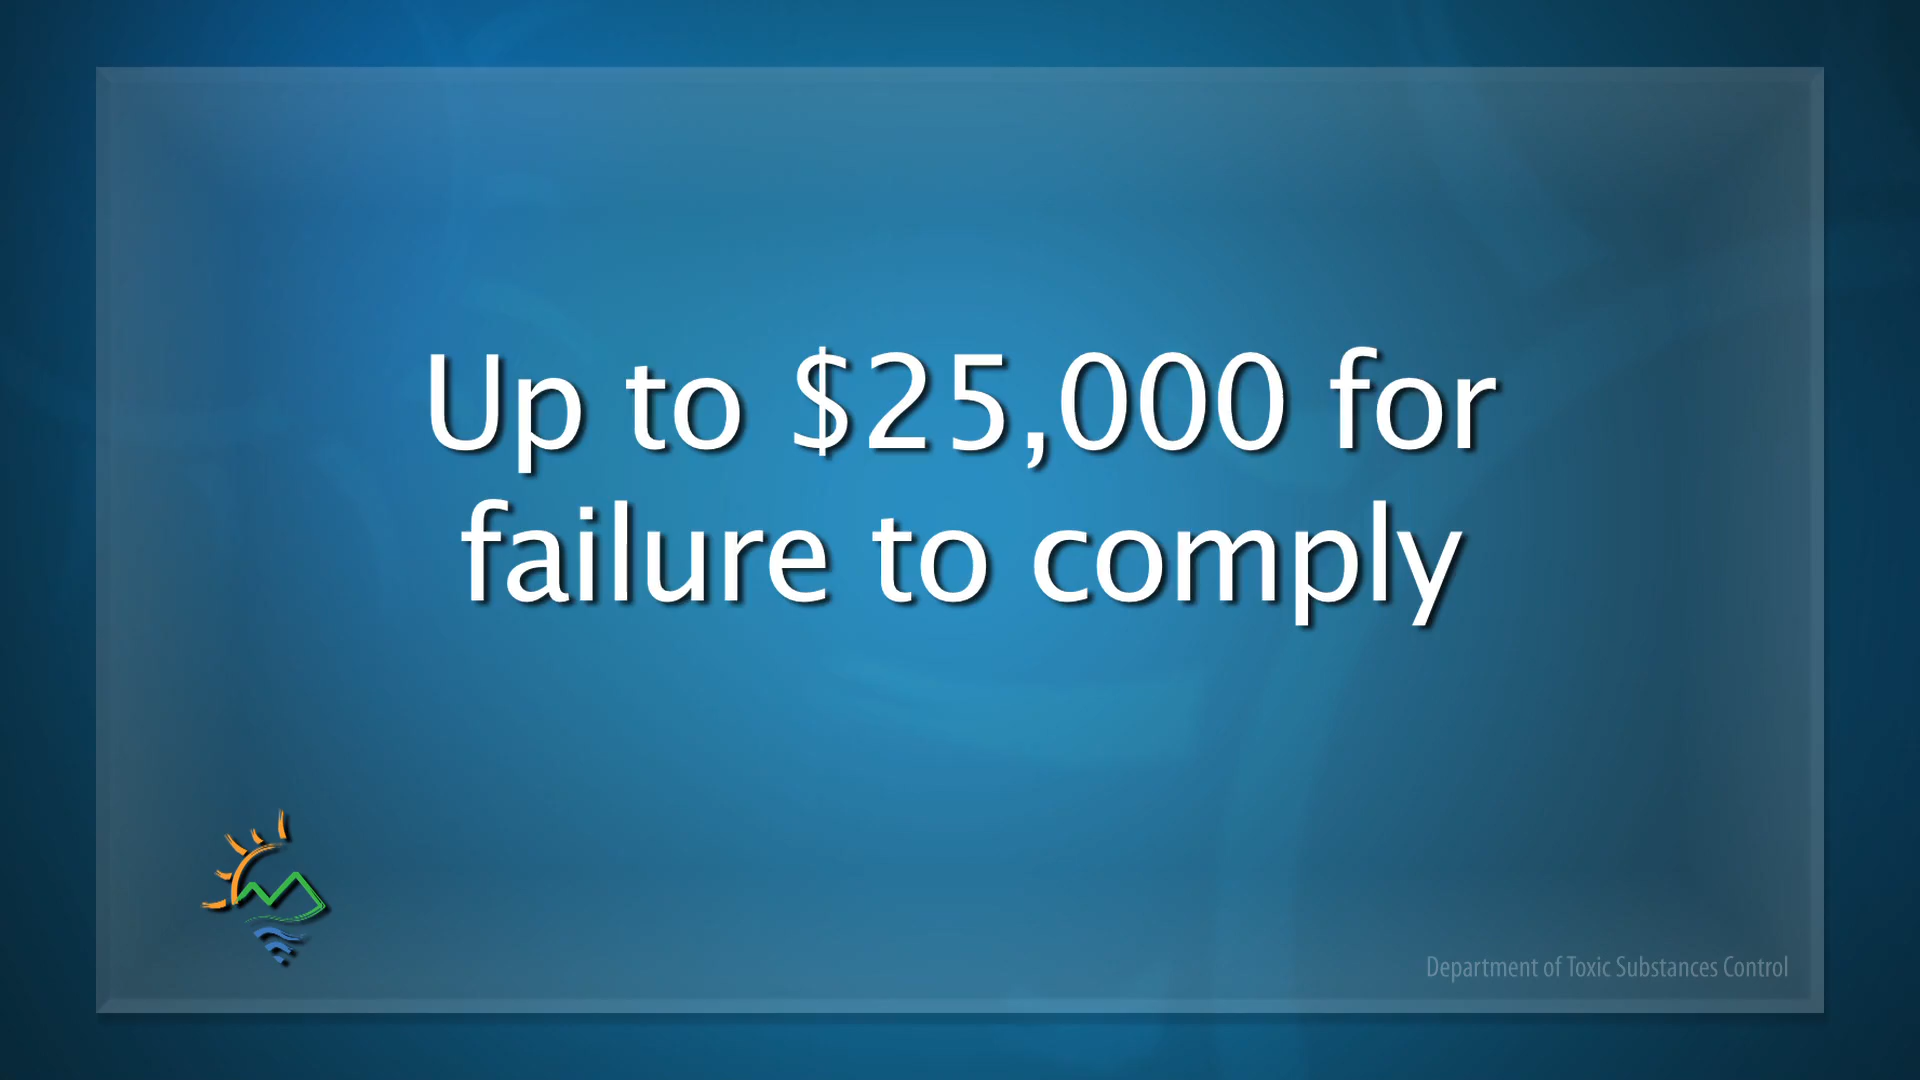 Up to $25,000 for
failure to comply
Department of Toxic Substances Control